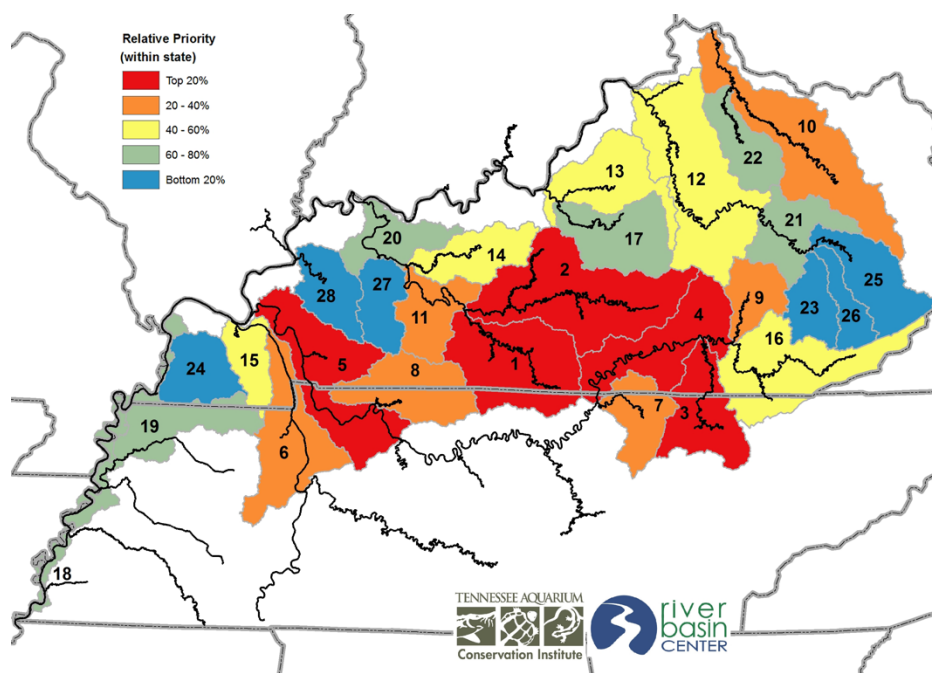 Relative Priority
(within state)
Top 20%
20 - 40%
40 - 60%
60 - 80%
Bottom 20%
10
22
13
12
21
20
17
14
2
25
28
27
9
23
26
4
11
16
15
5
1
24
8
7
3
19
6
18
TENNESSEE AQUARIUM
Conservation Institute
river
basin
CENTER